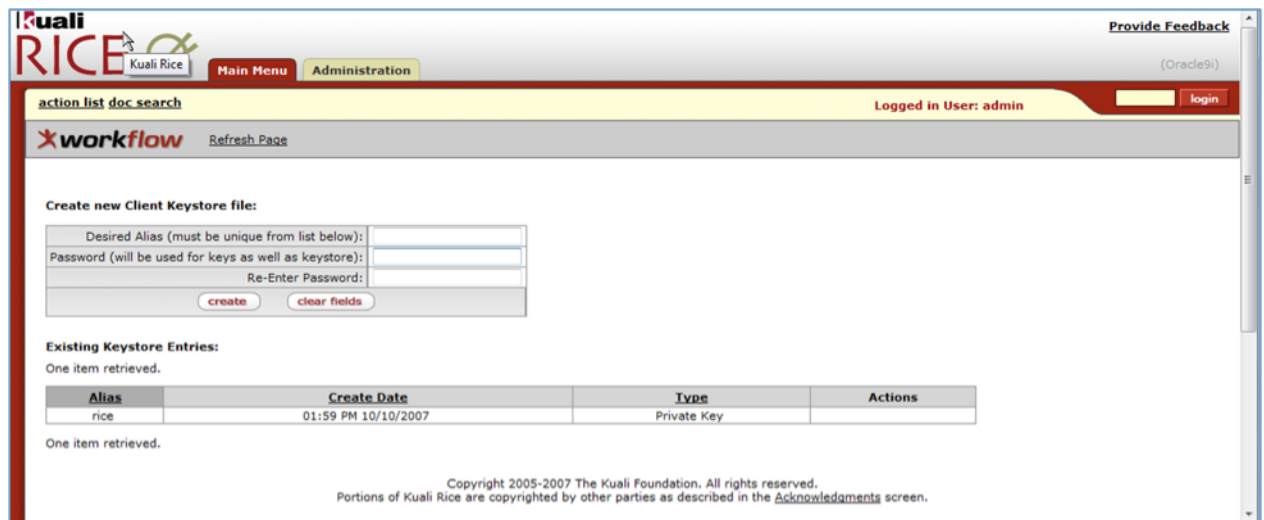 Kuali
RICE
Kuali Rice
Main Menu
Administration
Provide Feedback
(Oracle9i)
action list doc search
Logged in User: admin
login
workflow
Refresh Page
Create new Client Keystore file:
Desired Alias (must be unique from list below):
Password (will be used for keys as well as keystore):
Re-Enter Password:
create
clear fields
Existing Keystore Entries:
One item retrieved.
Alias Create Date Type Actions
rice 01:59 PM 10/10/2007 Private Key
One item retrieved.
Copyright 2005-2007 The Kuali Foundation. All rights reserved.
Portions of Kuali Rice are copyrighted by other parties as described in the Acknowledgments screen.